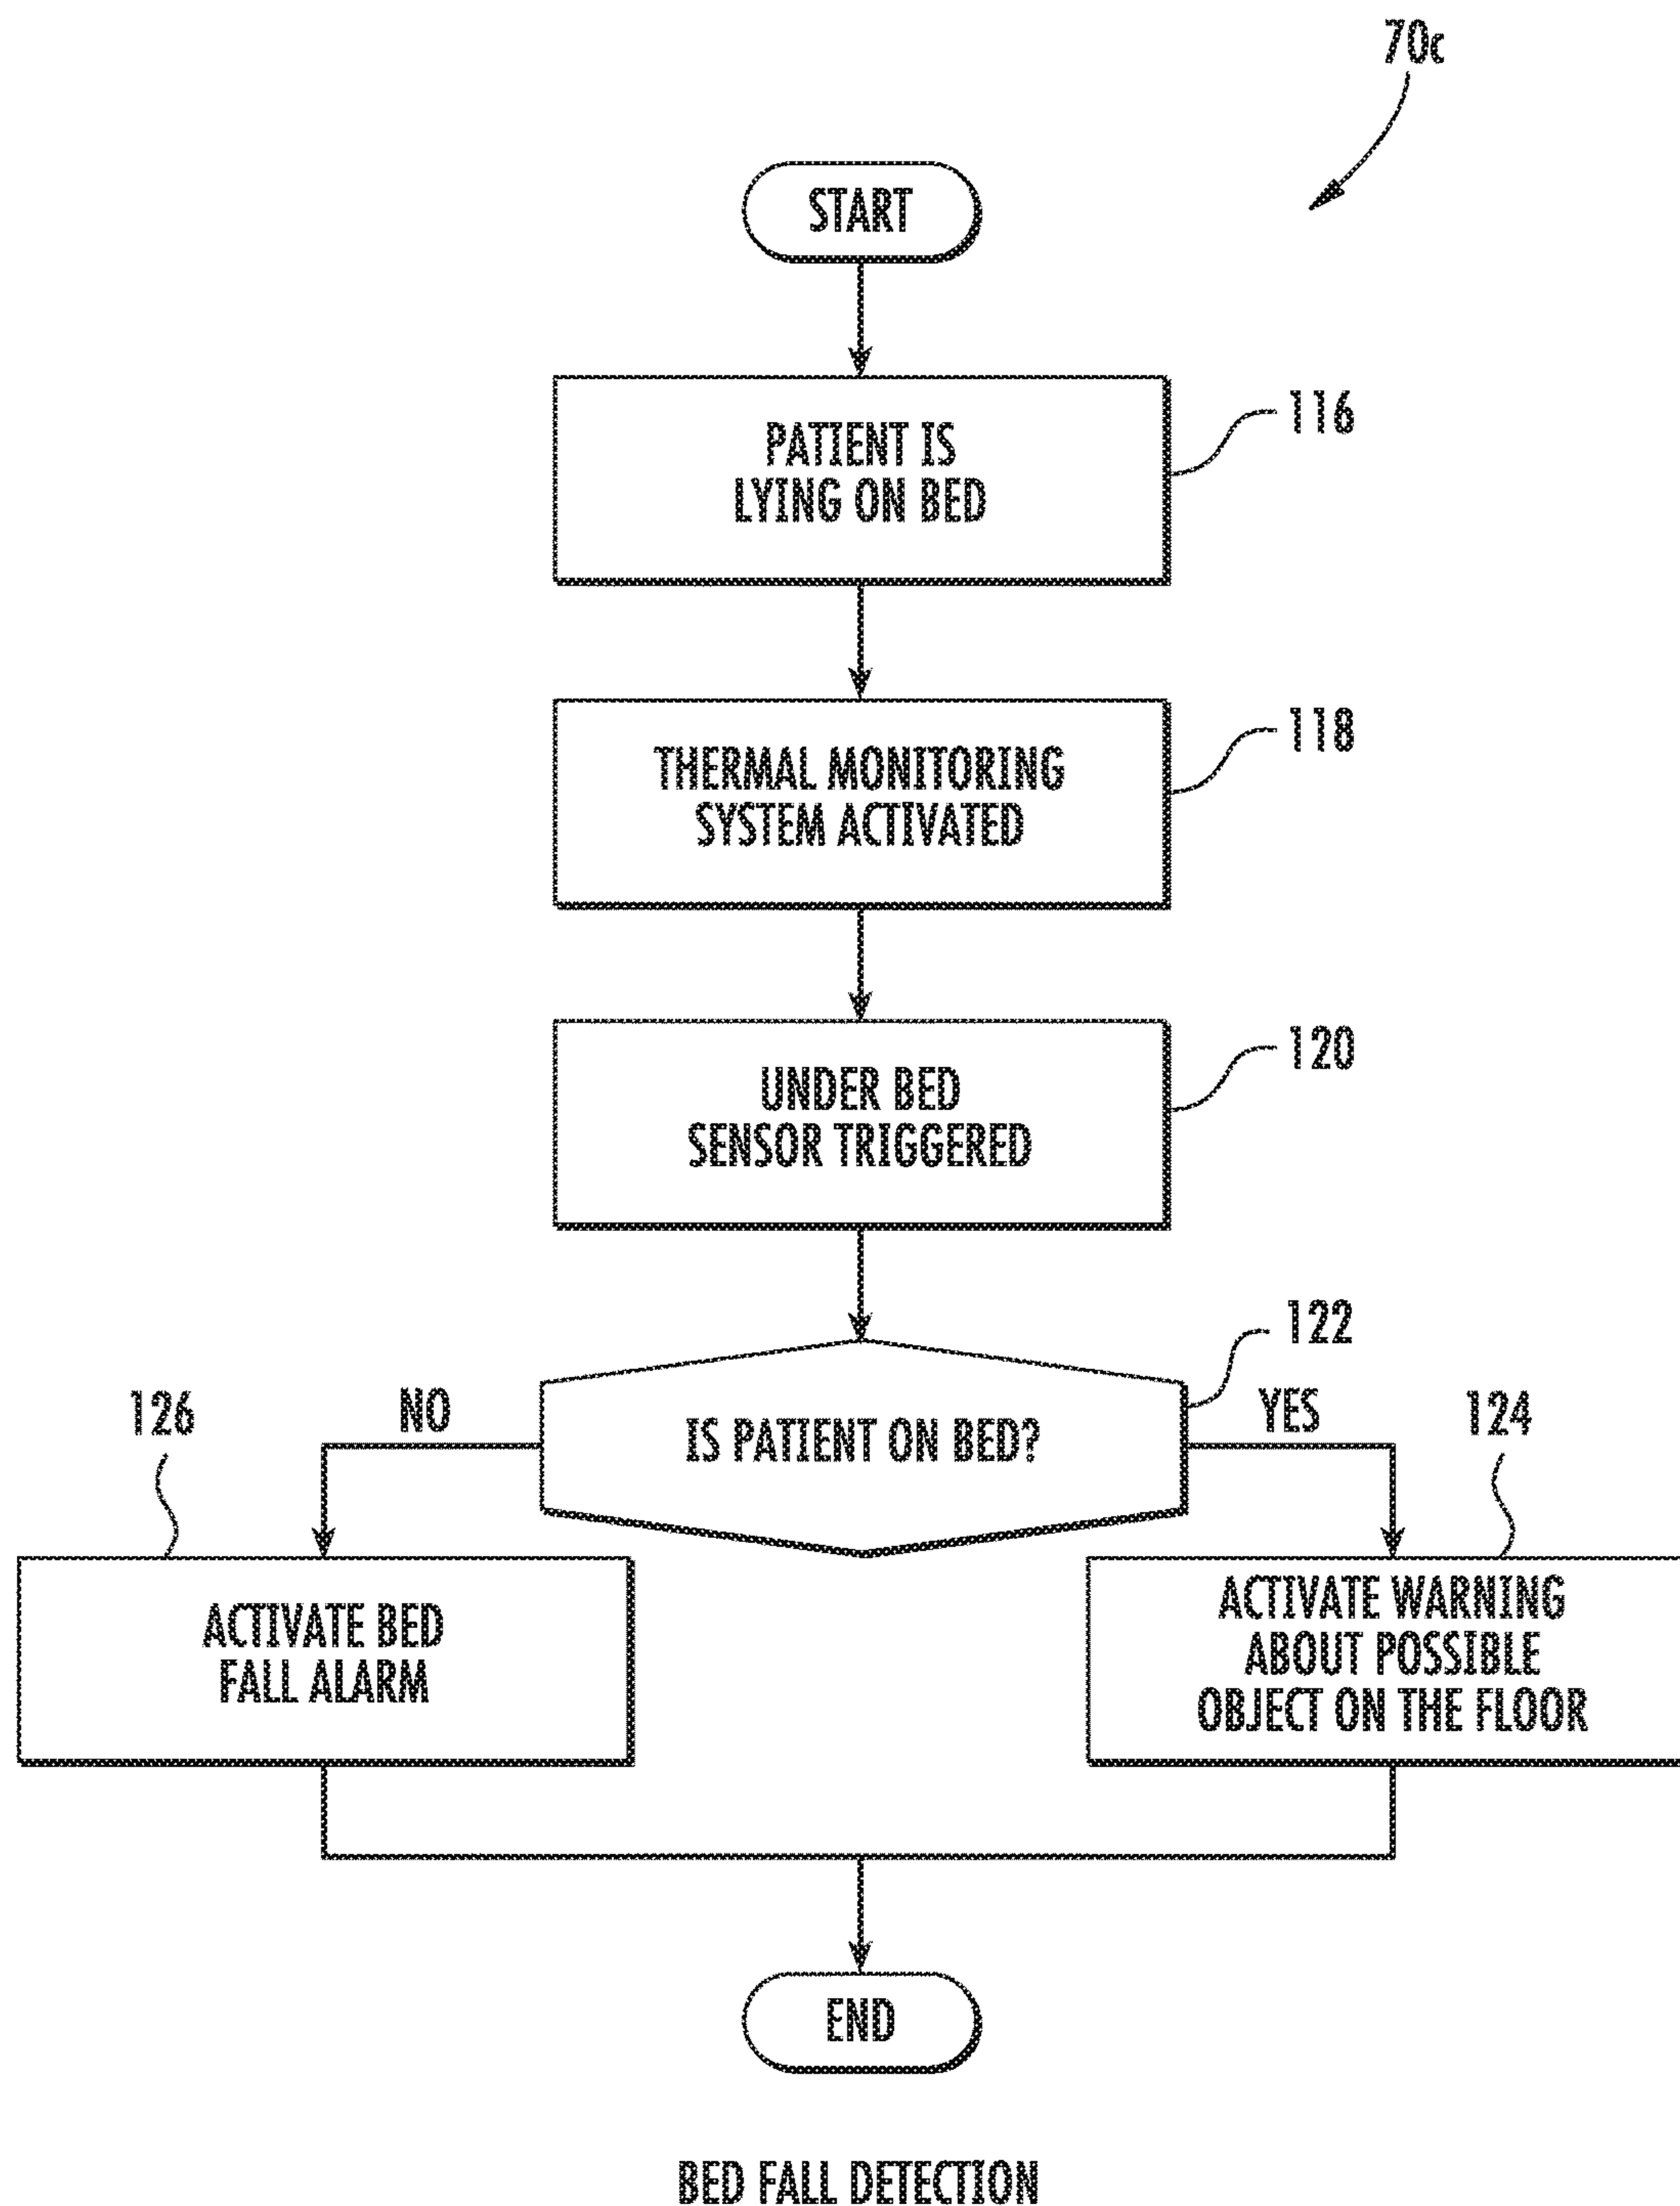 70c
START
PATIENT IS
LYING ON BED
116
THERMAL MONITORING
SYSTEM ACTIVATED
118
UNDER BED
SENSOR TRIGGERED
120
122
126
NO
IS PATIENT ON BED?
YES
124
ACTIVATE BED
FALL ALARM
ACTIVATE WARNING
ABOUT POSSIBLE
OBJECT ON THE FLOOR
END
BED FALL DETECTION